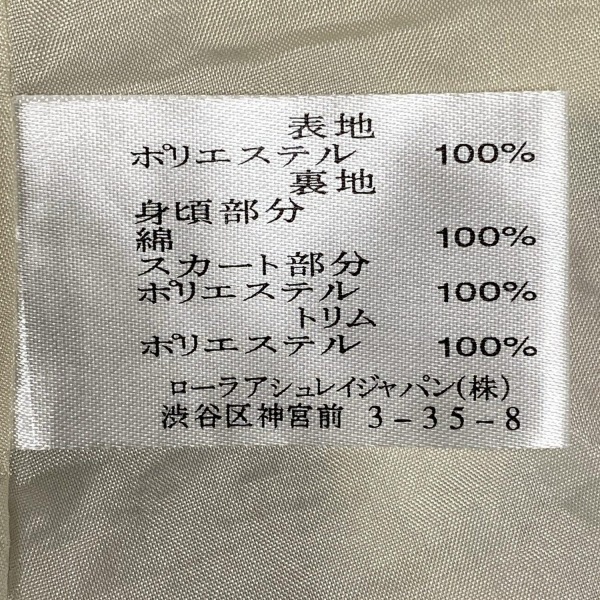 表地
ポリエステル 100%
裏地
身頃部分
綿 100%
スカート部分
ポリエステル 100%
トリム
ポリエステル 100%
ローラアシュレイジャパン(株)
渋谷区神宮前 3-35-8